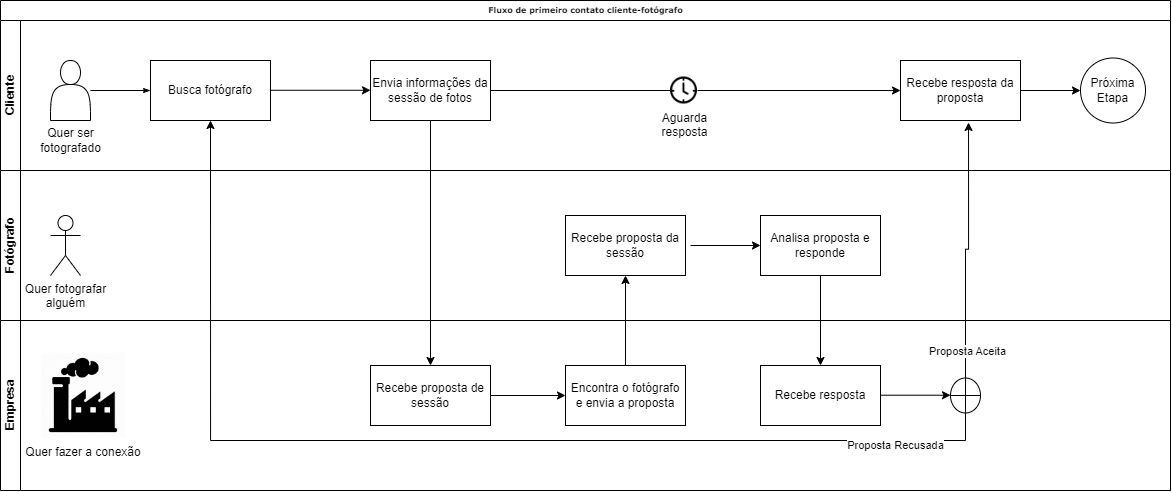 Fluxo de primeiro contato cliente-fotógrafo
Cliente
Quer ser
fotografado
Busca fotógrafo
Envia informações da
sessão de fotos
Aguarda
resposta
Recebe resposta da
proposta
Próxima
Etapa
Fotógrafo
Quer fotografar
alguém
Recebe proposta da
sessão
Analisa proposta e
responde
Empresa
Quer fazer a conexão
Recebe proposta de
sessão
Encontra o fotógrafo
e envia a proposta
Recebe resposta
Proposta Aceita
Proposta Recusada